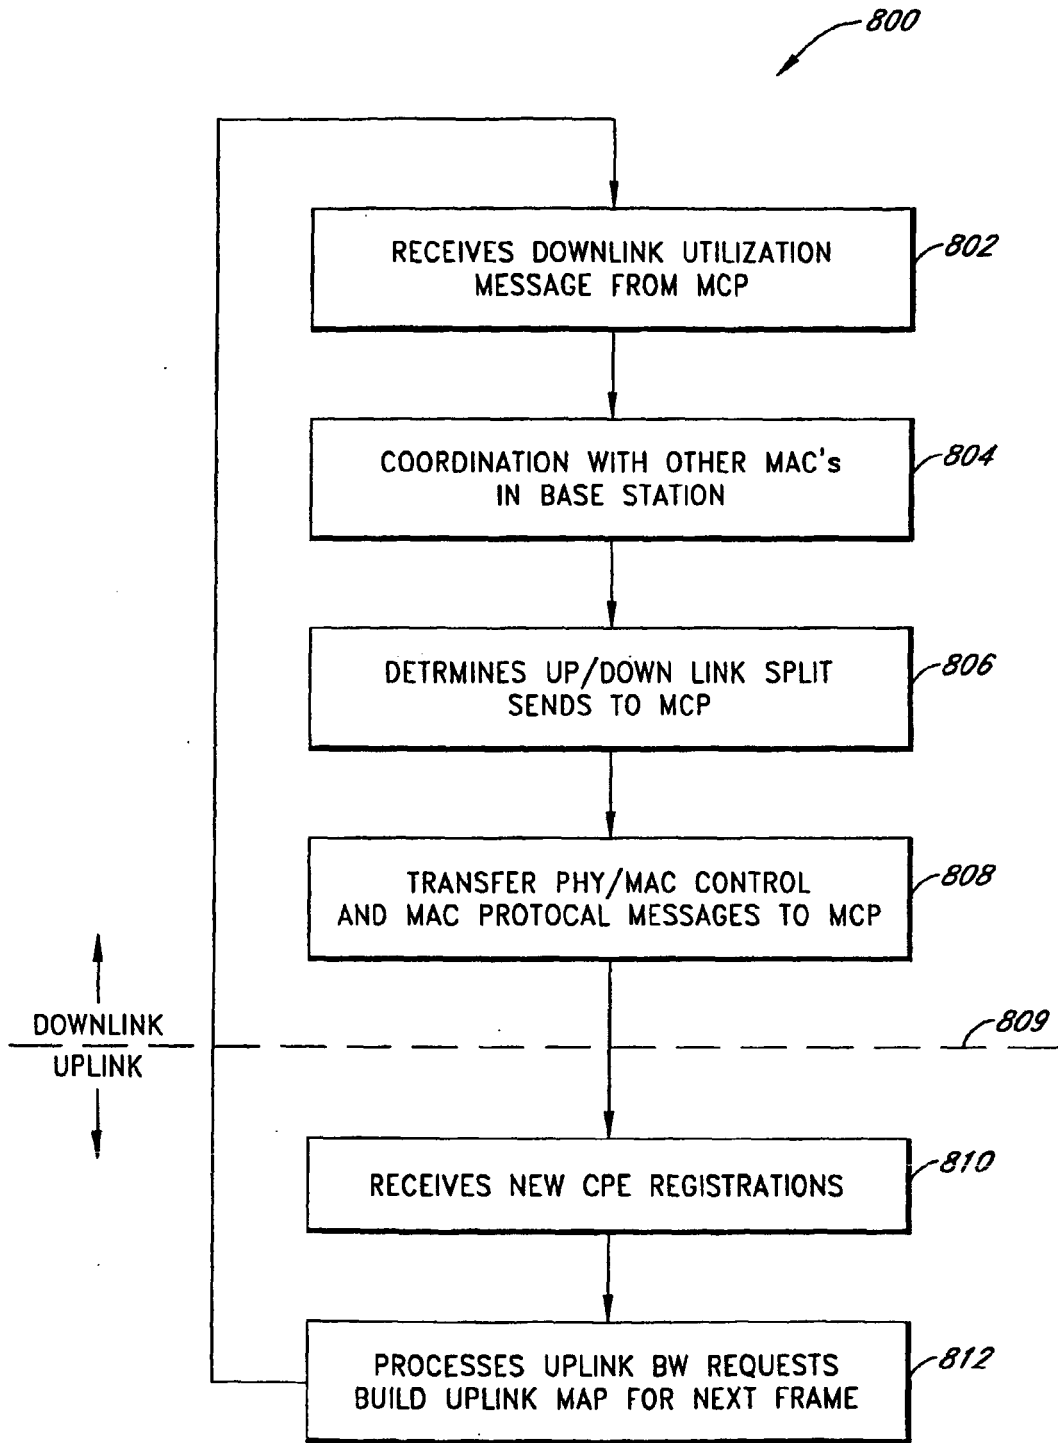 800
RECEIVES DOWNLINK UTILIZATION
MESSAGE FROM MCP
802
COORDINATION WITH OTHER MAC's
IN BASE STATION
804
DETRMINES UP/DOWN LINK SPLIT
SENDS TO MCP
806
TRANSFER PHY/MAC CONTROL
AND MAC PROTOCAL MESSAGES TO MCP
808
DOWNLINK
UPLINK
809
RECEIVES NEW CPE REGISTRATIONS
810
PROCESSES UPLINK BW REQUESTS
BUILD UPLINK MAP FOR NEXT FRAME
812